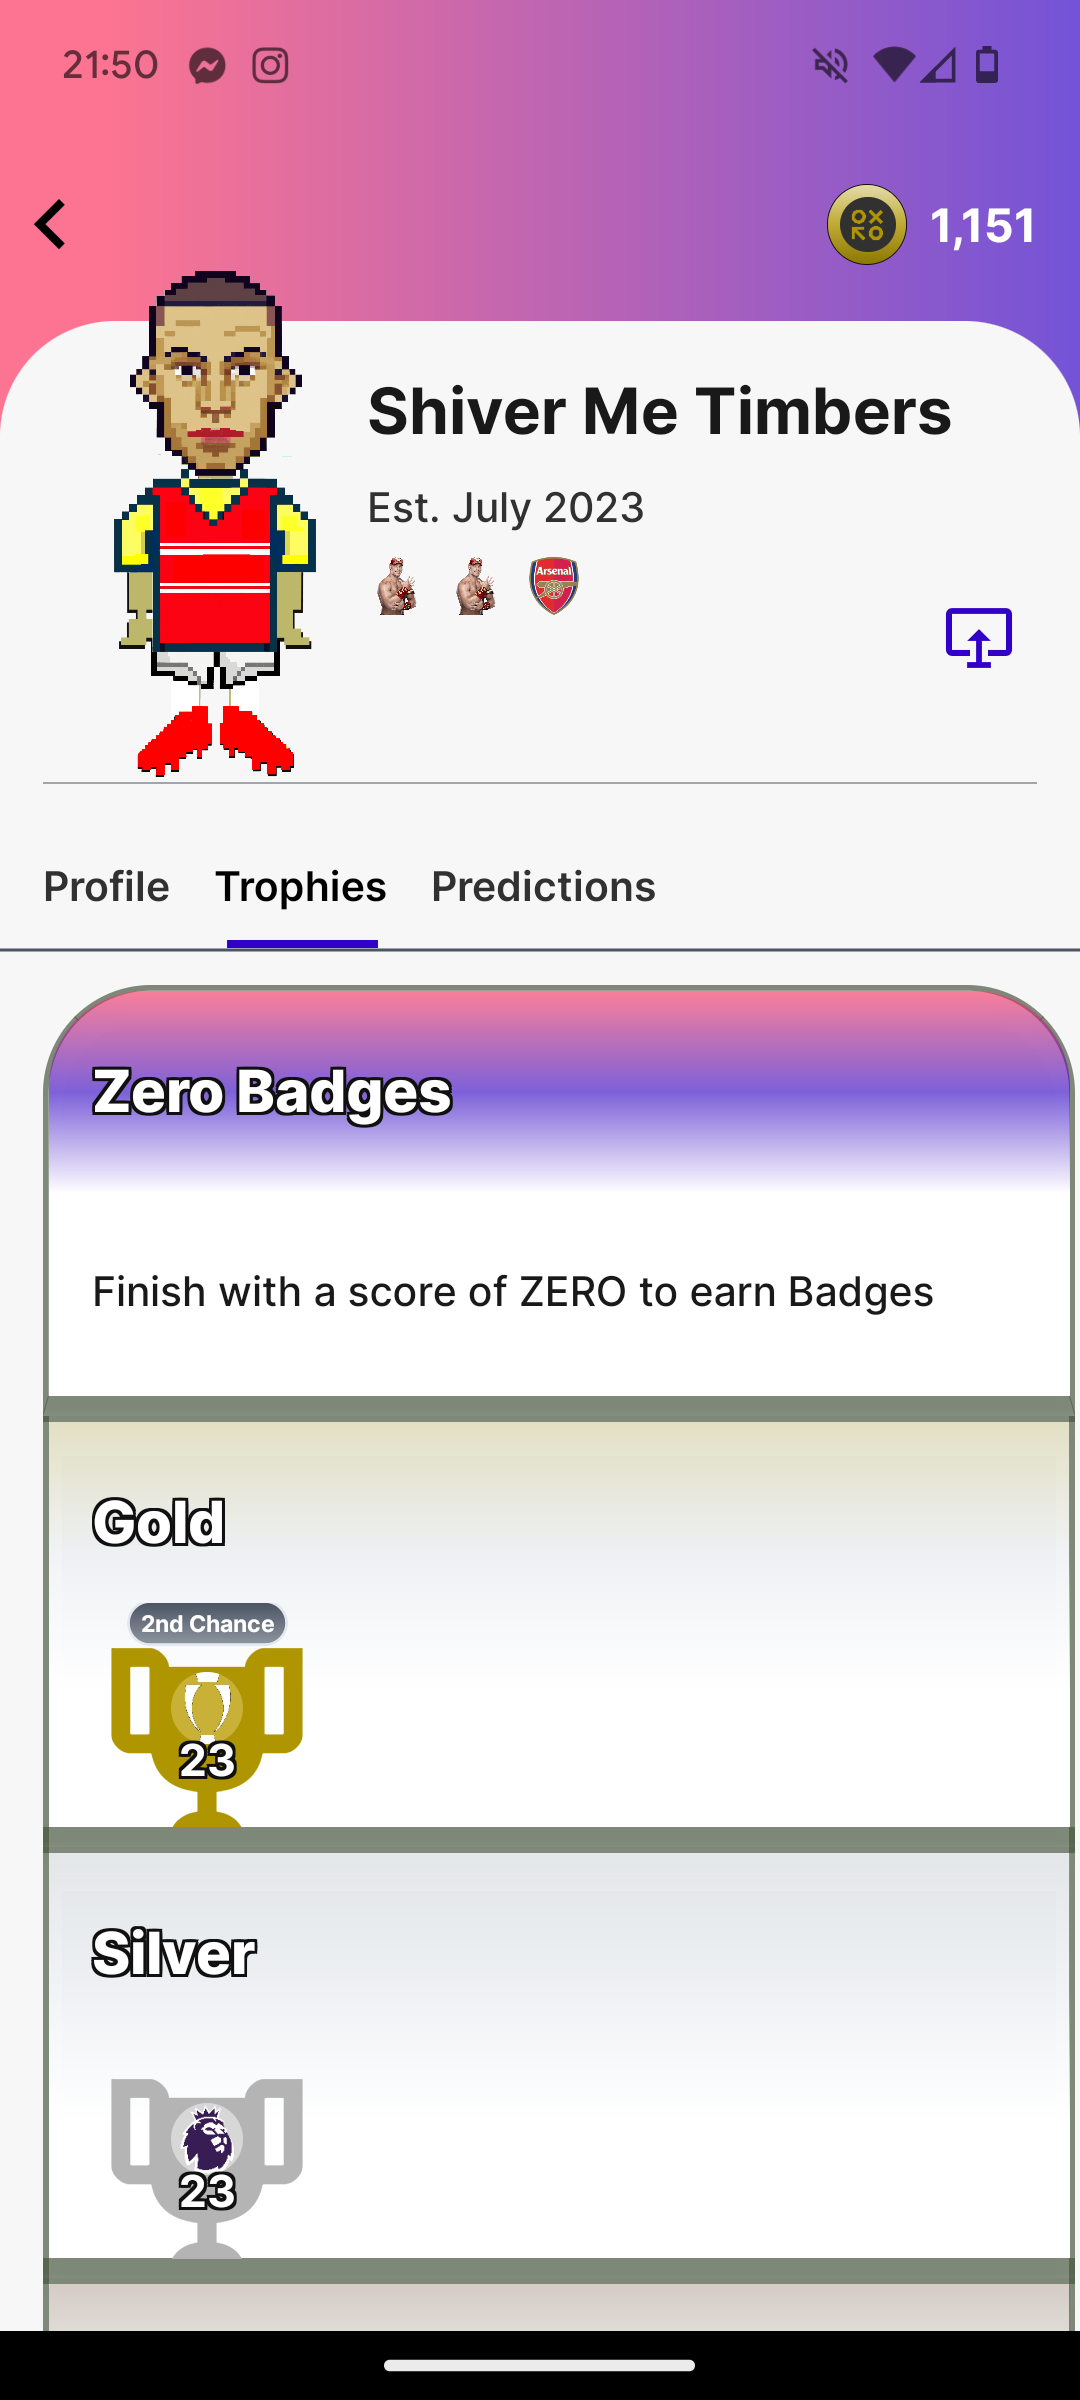 21:50
1,151
Shiver Me Timbers
Est. July 2023
Arsenal
Profile Trophies Predictions
Zero Badges
Finish with a score of ZERO to earn Badges
Gold
2nd Chance
23
Silver
23